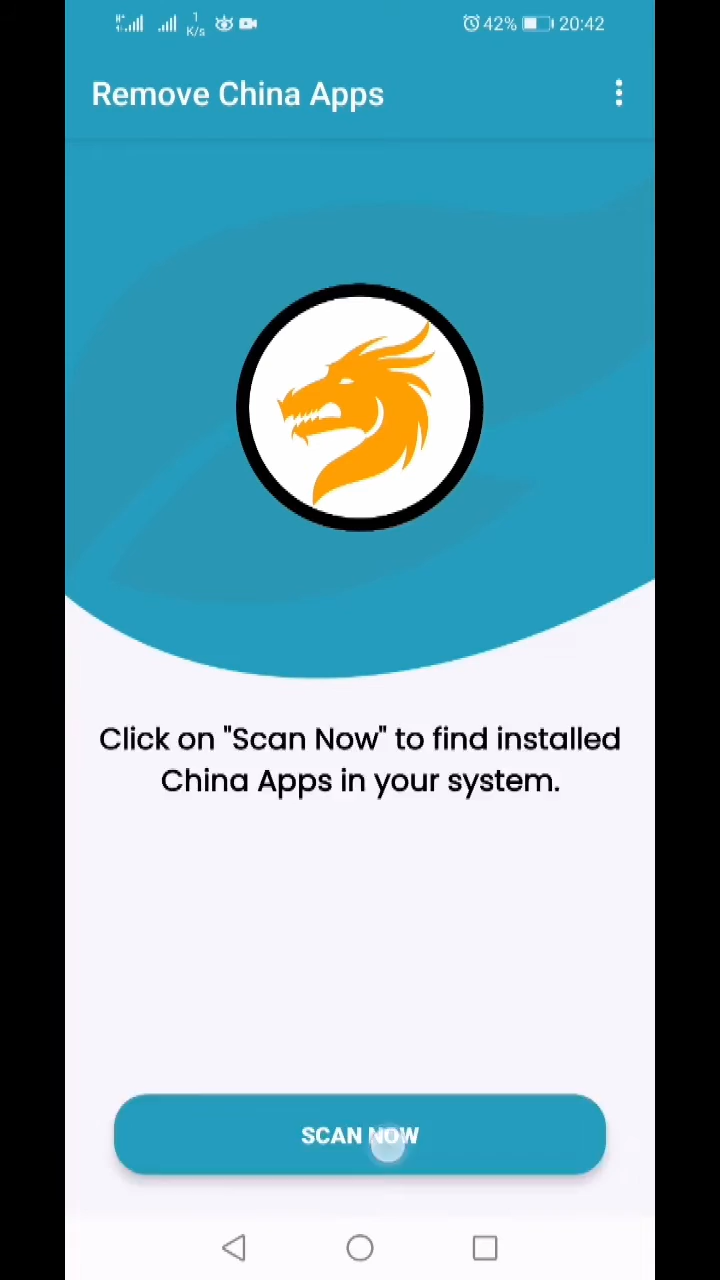 1
K/s
42% 20:42
Remove China Apps
Click on "Scan Now" to find installed
China Apps in your system.
SCAN NOW